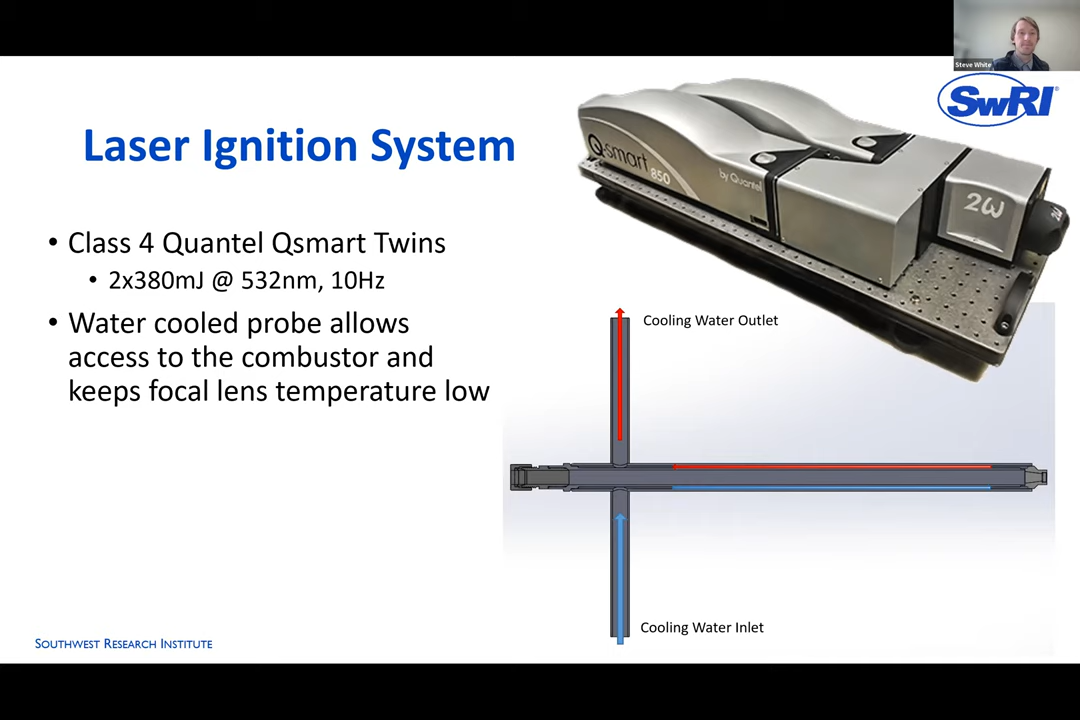 Steve White
SwRI®
Laser Ignition System
Q-smart 850
by Quantel
2W
• Class 4 Quantel Qsmart Twins
• 2x380mJ @ 532nm, 10Hz
• Water cooled probe allows
access to the combustor and
keeps focal lens temperature low
Cooling Water Outlet
Cooling Water Inlet
SOUTHWEST RESEARCH INSTITUTE